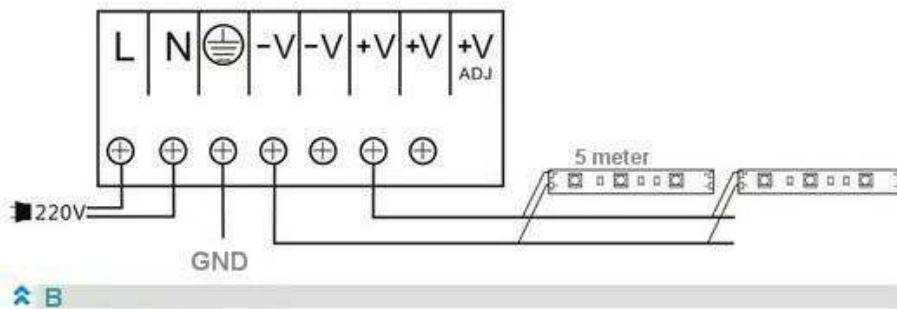 L N -V -V +V +V +V
ADJ
5 meter
220V
GND
B